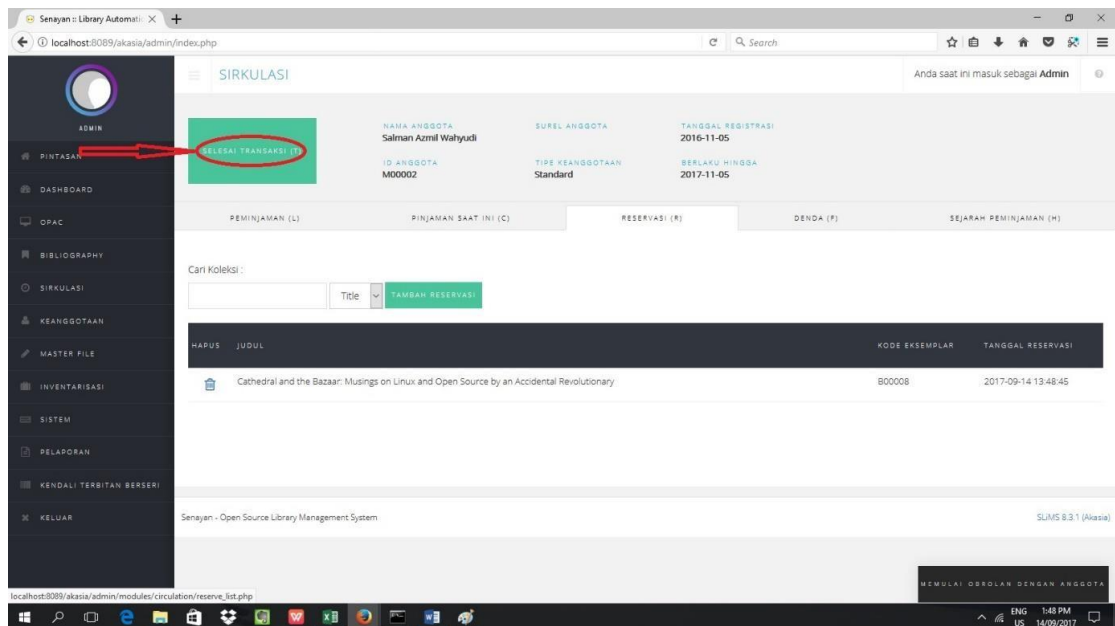 Senayan :: Library Automati
localhost:8089/akasia/admin/index.php
Search
ADMIN
PINTASAN
DASHBOARD
OPAC
BIBLIOGRAPHY
SIRKULASI
KEANGGOTAAN
MASTER FILE
INVENTARISASI
SISTEM
PELAPORAN
KENDALI TERBITAN BERSERI
KELUAR
SIRKULASI
Anda saat ini masuk sebagai Admin
SELESAI TRANSAKSI (T)
NAMA ANGGOTA
Salman Azmil Wahyudi
SUREL ANGGOTA
TANGGAL REGISTRASI
2016-11-05
ID ANGGOTA
M00002
TIPE KEANGGOTAAN
Standard
BERLAKU HINGGA
2017-11-05
PEMINJAMAN (L) PINJAMAN SAAT INI (C) RESERVASI (R) DENDA (F) SEJARAH PEMINJAMAN (H)
Cari Koleksi :
Title TAMBAH RESERVASI
HAPUS JUDUL KODE EKSEMPLAR TANGGAL RESERVASI
Cathedral and the Bazaar: Musings on Linux and Open Source by an Accidental Revolutionary B00008 2017-09-14 13:48:45
Senayan - Open Source Library Management System SLiMS 8.3.1 (Akasia)
MEMULAI OBROLAN DENGAN ANGGOTA
localhost:8089/akasia/admin/modules/circulation/reserve_list.php
ENG 1:48 PM
US 14/09/2017